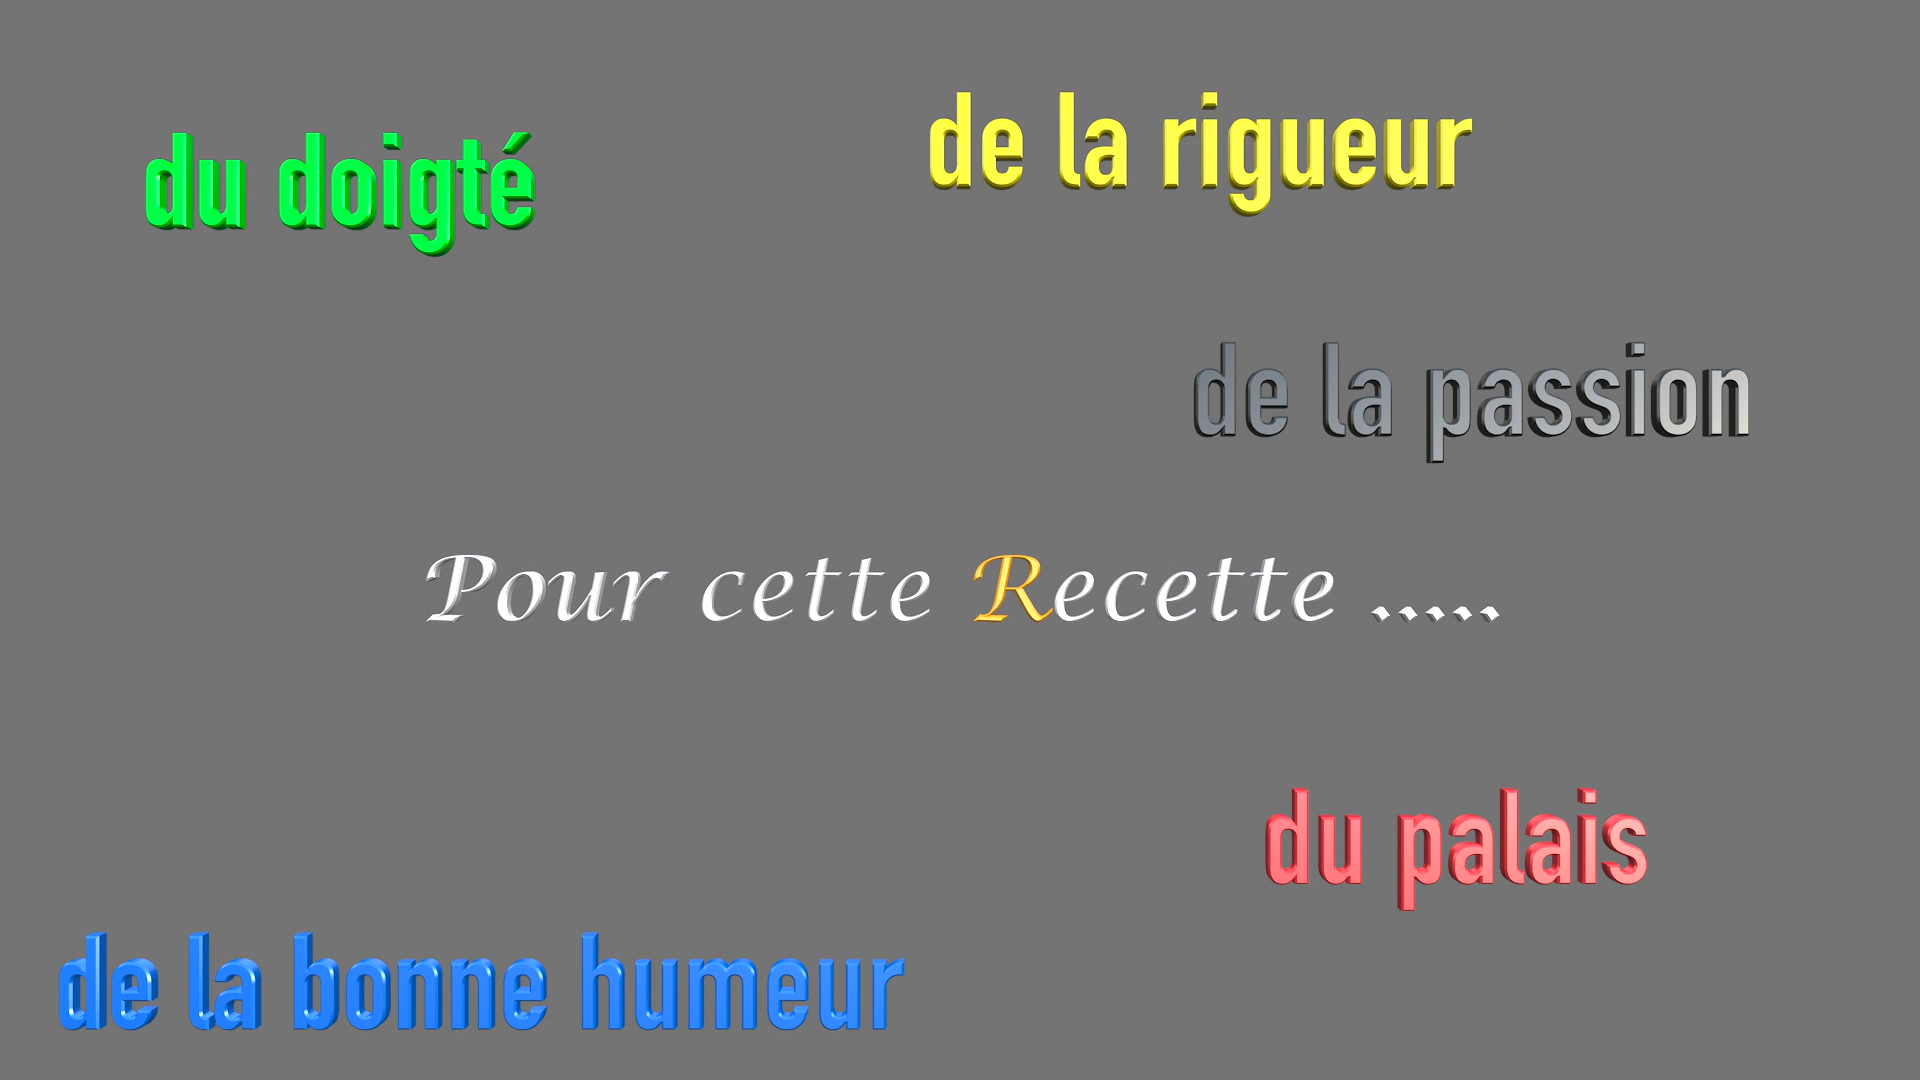 du doigté
de la rigueur
de la passion
Pour cette Recette .....
du palais
de la bonne humeur